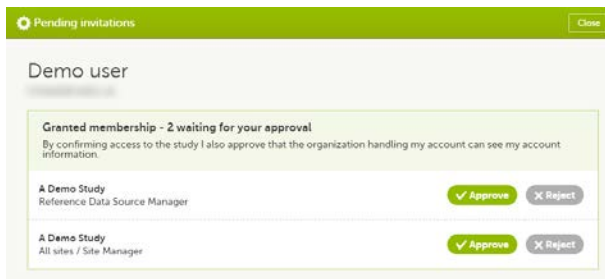 Pending invitations
Close
Demo user
Granted membership - 2 waiting for your approval
By confirming access to the study I also approve that the organization handling my account can see my account
information.
A Demo Study
Reference Data Source Manager
Approve
Reject
A Demo Study
All sites / Site Manager
Approve
Reject